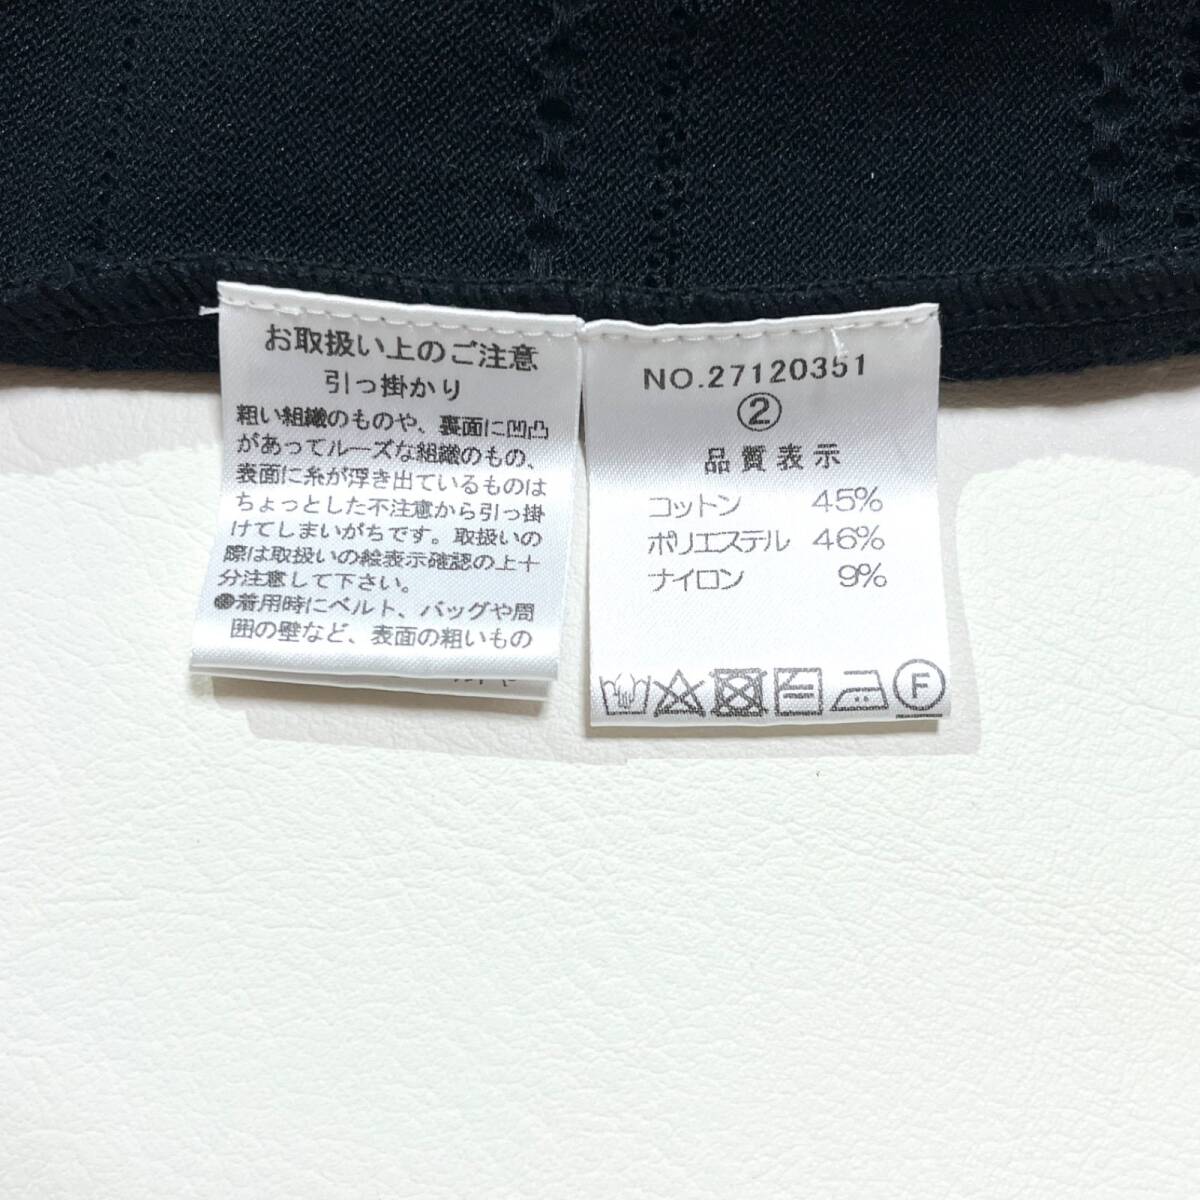 お取扱い上のご注意
引っ掛かり
粗い組織のものや、裏面に凹凸
があってルーズな組織のもの、
表面に糸が浮き出ているものは
ちょっとした不注意から引っ掛
けてしまいがちです。取扱いの
際は取扱いの絵表示確認の上十
分注意して下さい。
●着用時にベルト、バッグや周
囲の壁など、表面の粗いもの
NO.27120351
②
品質表示
コットン 45%
ポリエステル 46%
ナイロン 9%
F